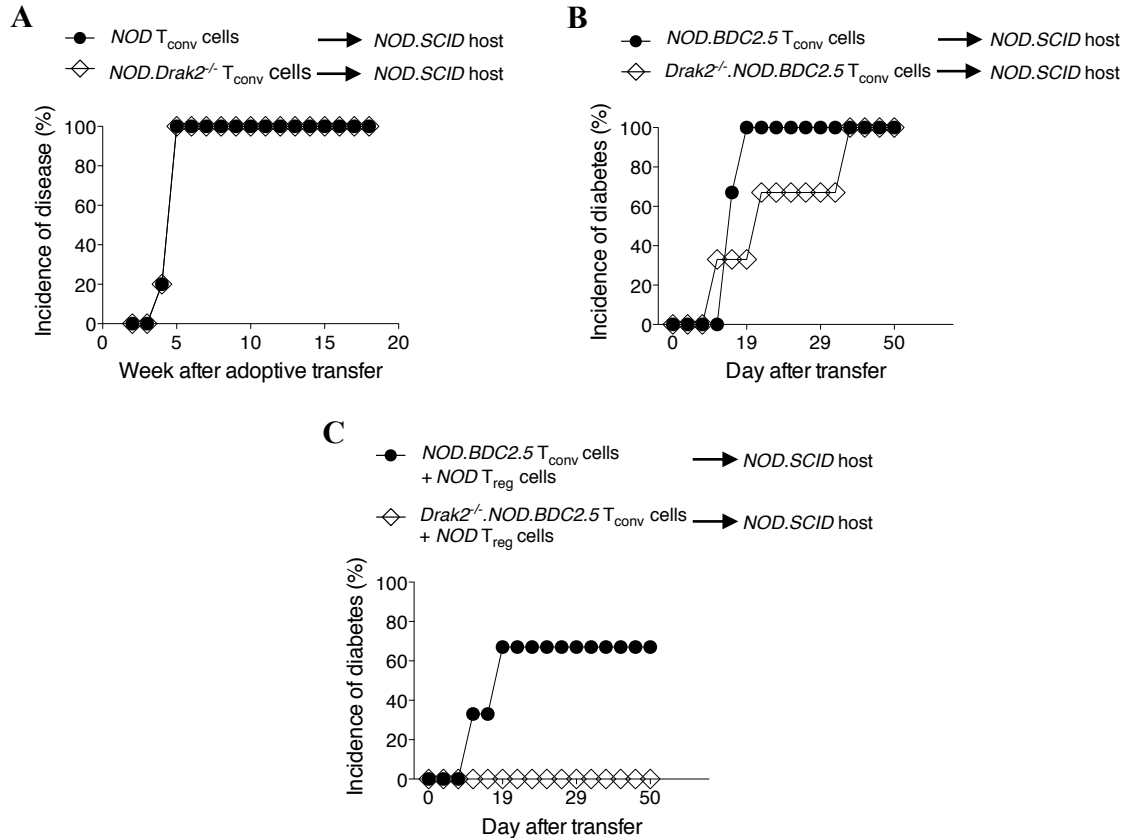 A
NOD Tconv cells NOD.SCID host
NOD.Drak2-/- Tconv cells NOD.SCID host
Incidence of disease (%)
100
80
60
40
20
0
0 5 10 15 20
Week after adoptive transfer
B
NOD.BDC2.5 Tconv cells NOD.SCID host
Drak2-/-.NOD.BDC2.5 Tconv cells NOD.SCID host
Incidence of diabetes (%)
100
80
60
40
20
0
0 19 29 50
Day after transfer
C
NOD.BDC2.5 Tconv cells NOD.SCID host
+ NOD Treg cells
Drak2-/-.NOD.BDC2.5 Tconv cells NOD.SCID host
+ NOD Treg cells
Incidence of diabetes (%)
100
80
60
40
20
0
0 19 29 50
Day after transfer